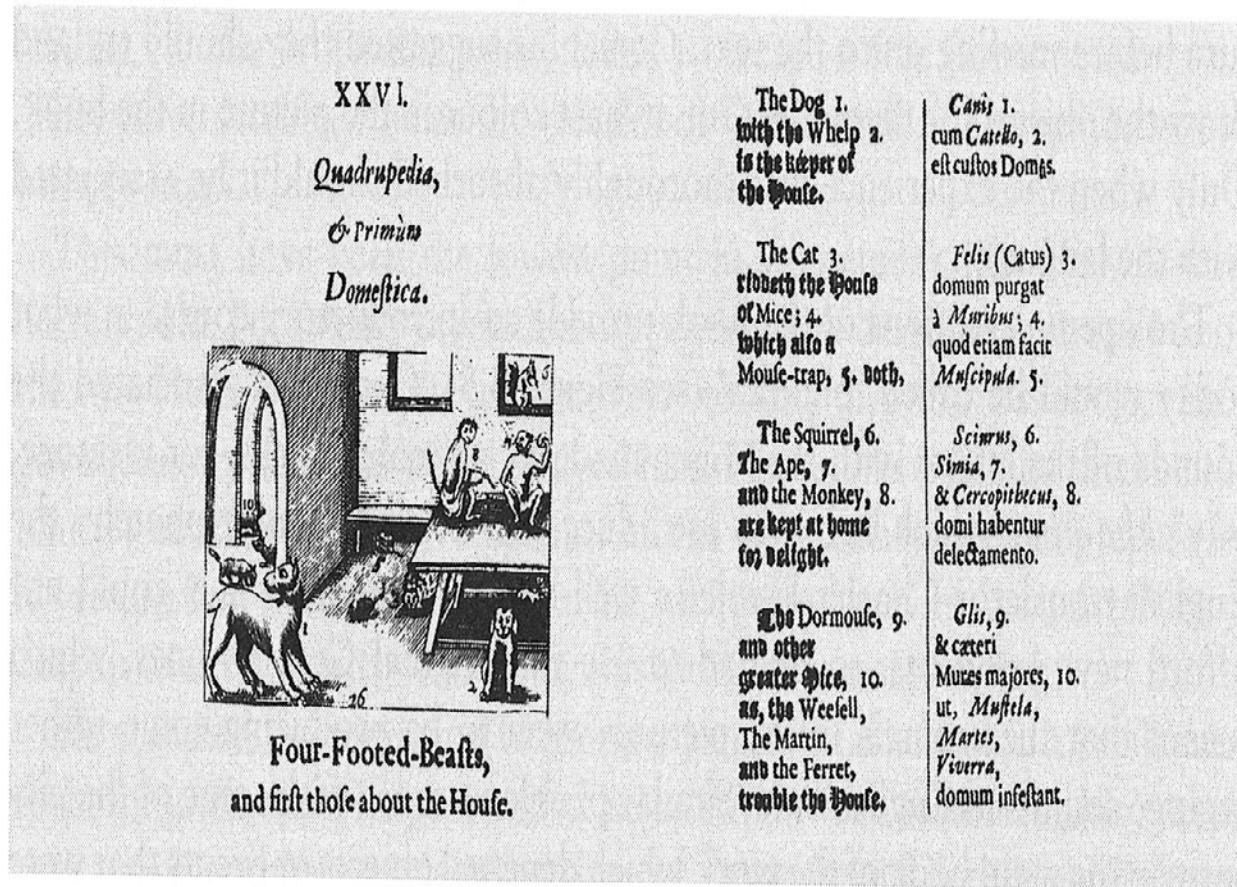 XXVI.
Quadrupedia,
& Primùm
Domeſtica.
1
2
8
10
26
Four-Footed-Beaſts,
and firſt thoſe about the Houſe.
The Dog 1.
with the Whelp 2.
is the kéeper of
the Houſe.
The Cat 3.
riddeth the Houſe
of Mice; 4.
which alſo a
Mouſe-trap, 5. doth,
The Squirrel, 6.
The Ape, 7.
and the Monkey, 8.
are kept at home
for delight.
The Dormouſe, 9.
and other
greater Mice, 10.
as, the Weeſell,
The Martin,
and the Ferret,
trouble the Houſe.
Canis 1.
cum Catello, 2.
eſt cuſtos Domûs.
Felis (Catus) 3.
domum purgat
à Muribus; 4.
quod etiam facit
Muſcipula. 5.
Sciurus, 6.
Simia, 7.
& Cercopithecus, 8.
domi habentur
delectamento.
Glis, 9.
& cæteri
Mures majores, 10.
ut, Muſtela,
Martes,
Viverra,
domum infeſtant.